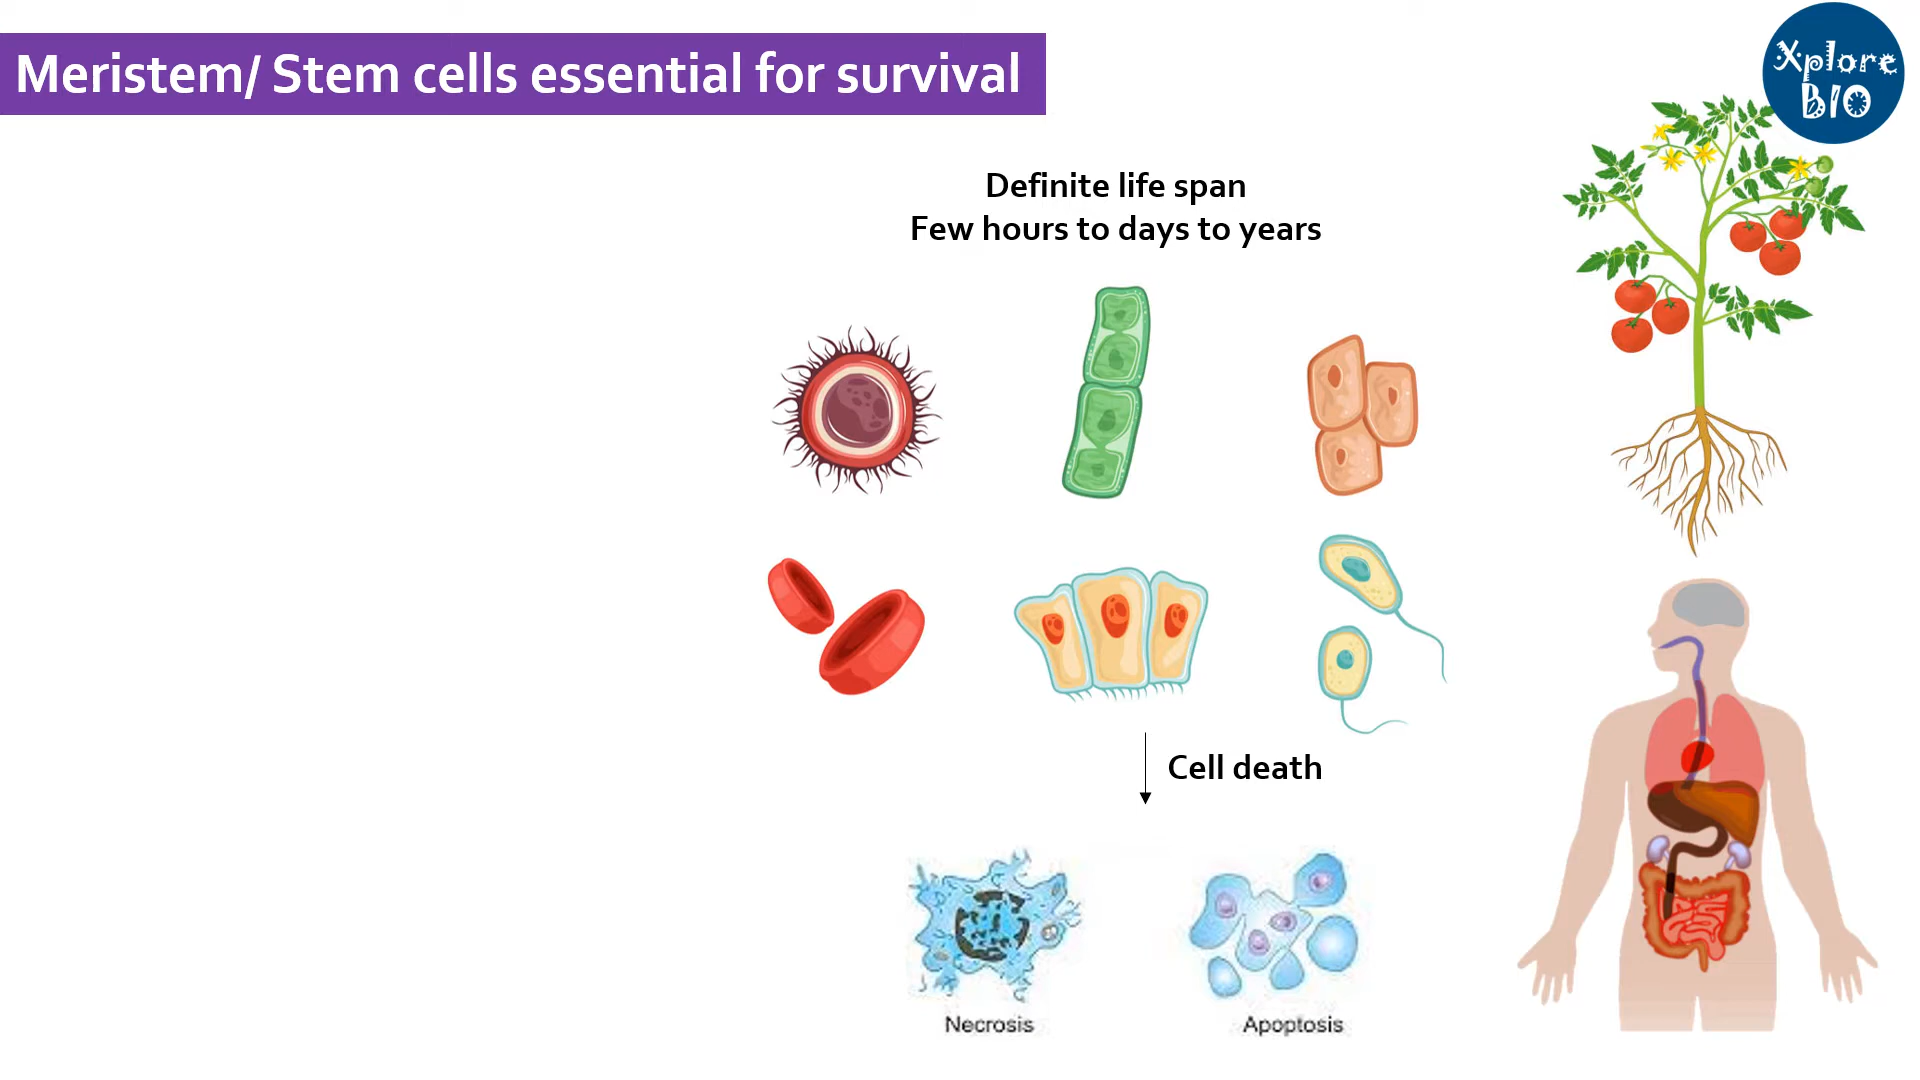 Meristem/ Stem cells essential for survival
Xplore
BIO
Definite life span
Few hours to days to years
Cell death
Necrosis
Apoptosis